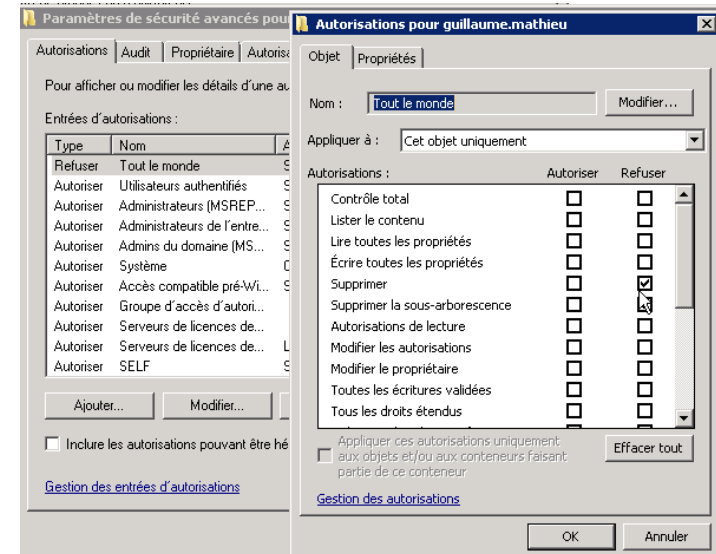 Paramètres de sécurité avancés pou
Autorisations Audit Propriétaire Autorisa
Pour afficher ou modifier les détails d'une au
Entrées d'autorisations :
Type Nom A
Refuser Tout le monde S
Autoriser Utilisateurs authentifiés S
Autoriser Administrateurs (MSREP... S
Autoriser Administrateurs de l'entre... S
Autoriser Admins du domaine (MS... S
Autoriser Système C
Autoriser Accès compatible pré-Wi... S
Autoriser Groupe d'accès d'autori...
Autoriser Serveurs de licences de...
Autoriser Serveurs de licences de... L
Autoriser SELF S
Ajouter... Modifier...
Inclure les autorisations pouvant être hé
Gestion des entrées d'autorisations
Autorisations pour guillaume.mathieu
Objet Propriétés
Nom : Tout le monde Modifier...
Appliquer à : Cet objet uniquement
Autorisations : Autoriser Refuser
Contrôle total
Lister le contenu
Lire toutes les propriétés
Écrire toutes les propriétés
Supprimer
Supprimer la sous-arborescence
Autorisations de lecture
Modifier les autorisations
Modifier le propriétaire
Toutes les écritures validées
Tous les droits étendus
Appliquer ces autorisations uniquement
aux objets et/ou aux conteneurs faisant
partie de ce conteneur
Effacer tout
Gestion des autorisations
OK Annuler